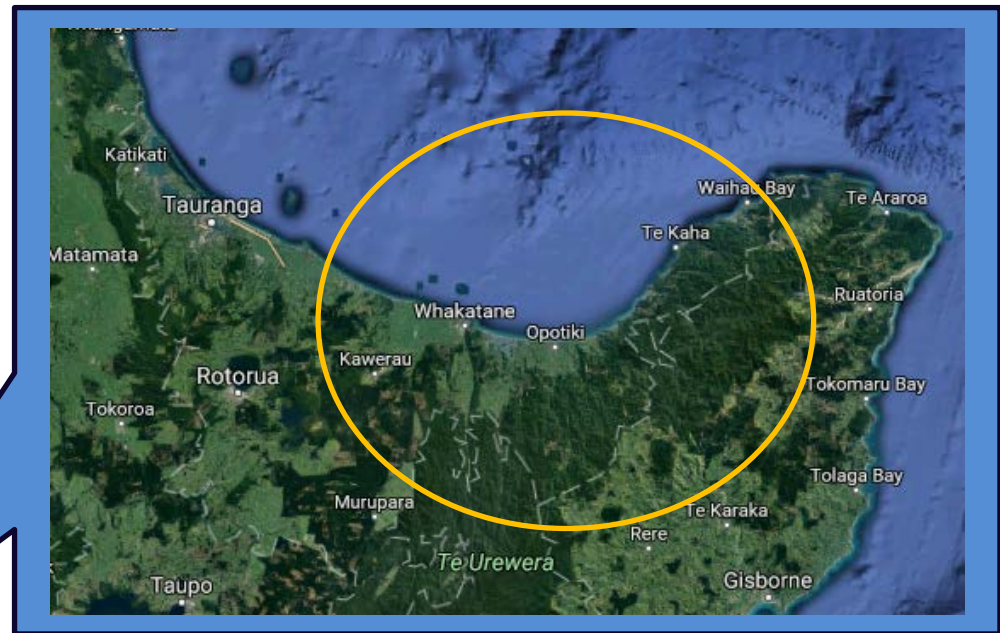 Katikati
Tauranga
Matamata
Waihau Bay
Te Araroa
Te Kaha
Whakatane
Opotiki
Ruatoria
Kawerau
Rotorua
Tokoroa
Tokomaru Bay
Tolaga Bay
Murupara
Te Karaka
Rere
Te Urewera
Taupo
Gisborne